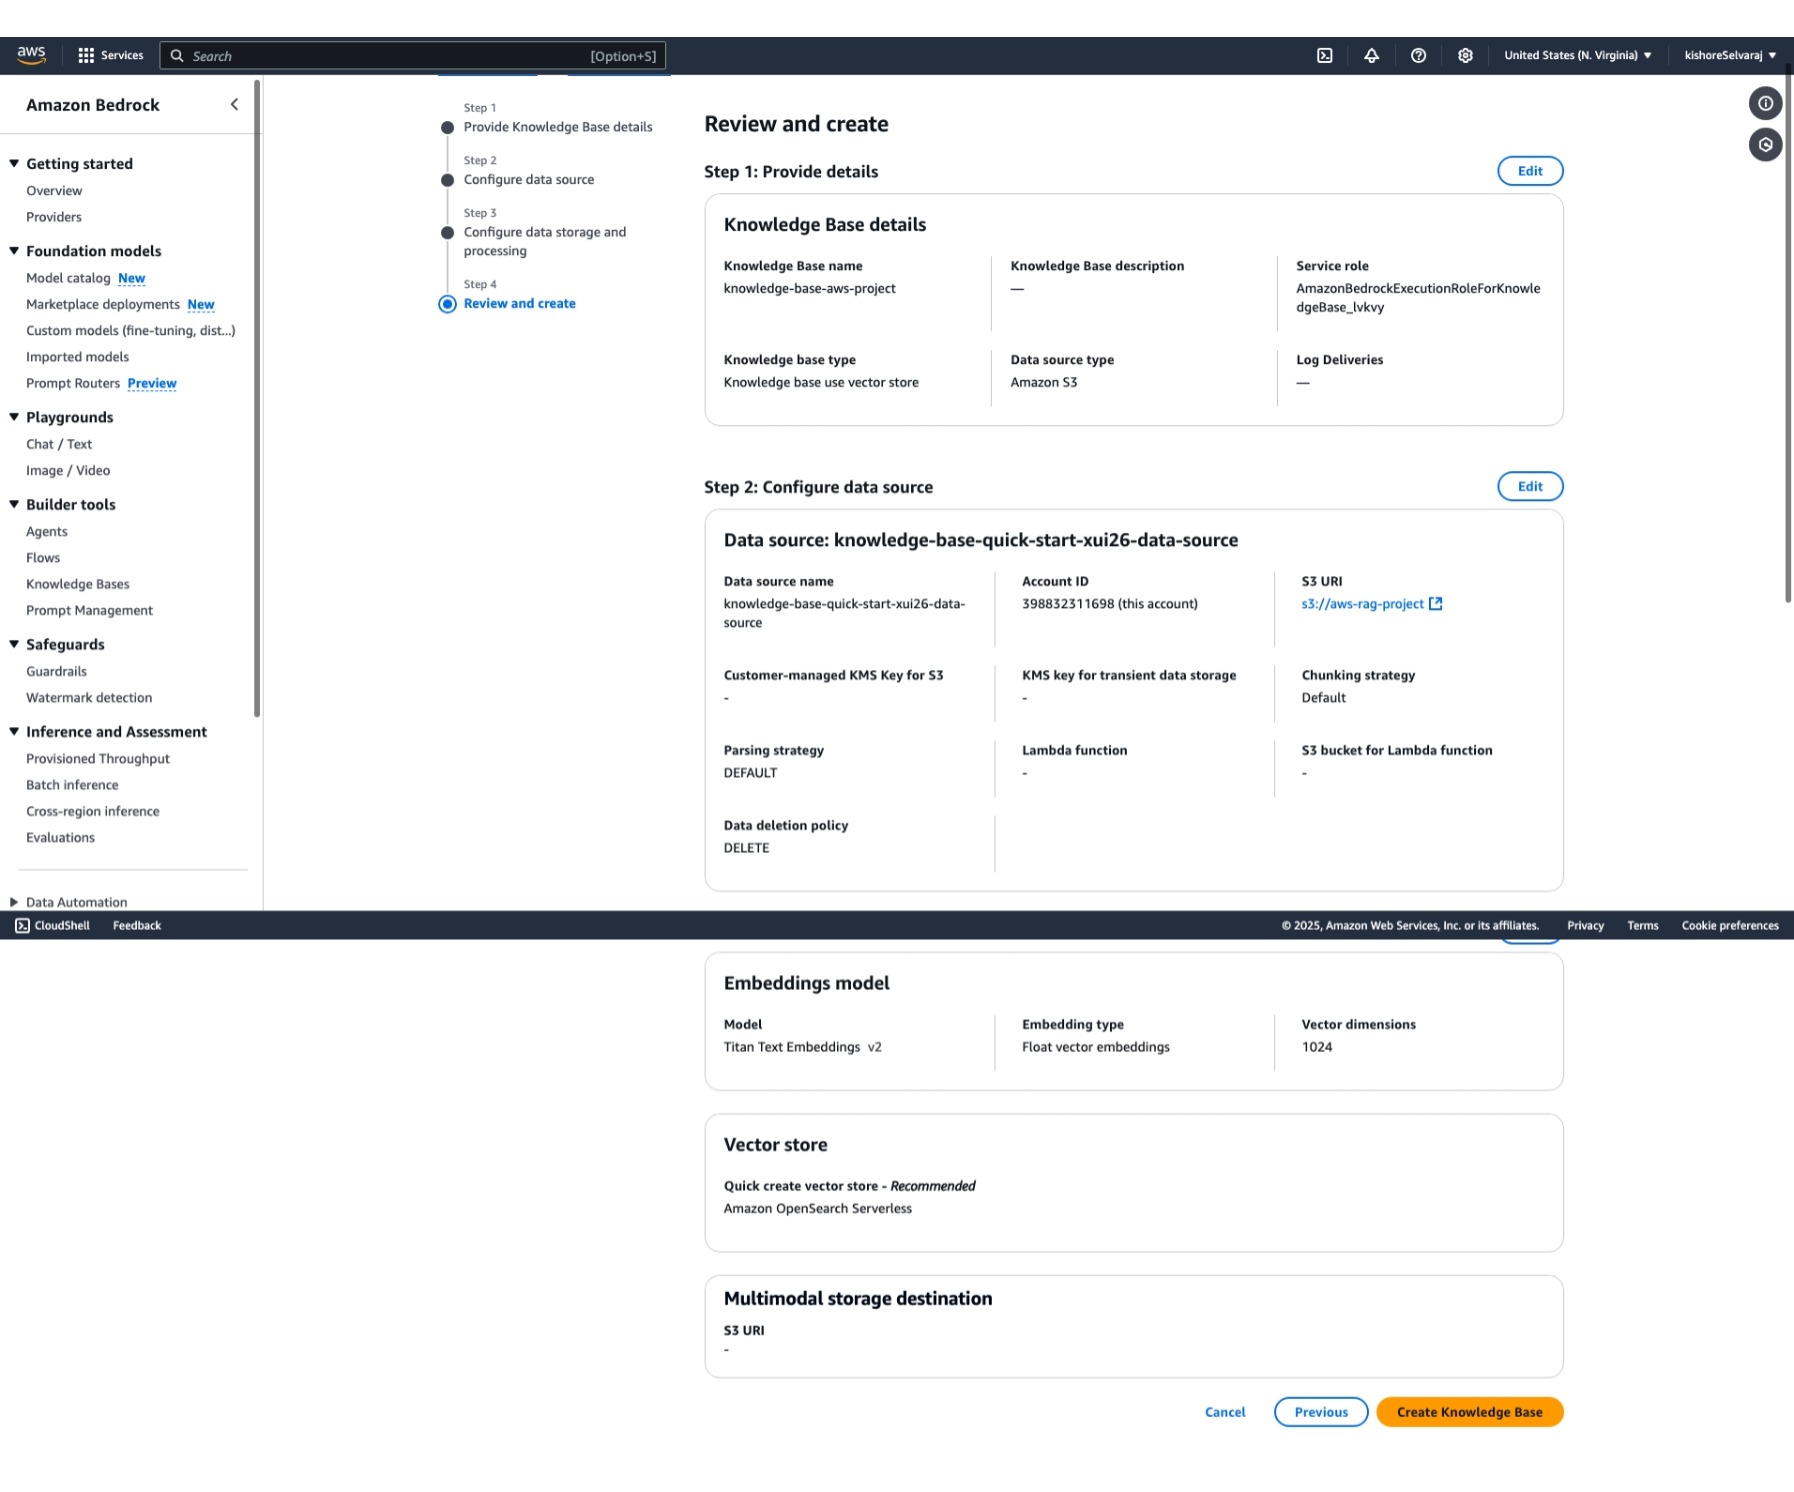 aws
Services
Search [Option+S]
United States (N. Virginia)
kishoreSelvaraj
Amazon Bedrock
Getting started
Overview
Providers
Foundation models
Model catalog New
Marketplace deployments New
Custom models (fine-tuning, dist...)
Imported models
Prompt Routers Preview
Playgrounds
Chat / Text
Image / Video
Builder tools
Agents
Flows
Knowledge Bases
Prompt Management
Safeguards
Guardrails
Watermark detection
Inference and Assessment
Provisioned Throughput
Batch inference
Cross-region inference
Evaluations
Data Automation
Step 1
Provide Knowledge Base details
Step 2
Configure data source
Step 3
Configure data storage and
processing
Step 4
Review and create
Review and create
Step 1: Provide details
Edit
Knowledge Base details
Knowledge Base name
knowledge-base-aws-project
Knowledge Base description
—
Service role
AmazonBedrockExecutionRoleForKnowle
dgeBase_lvkvy
Knowledge base type
Knowledge base use vector store
Data source type
Amazon S3
Log Deliveries
—
Step 2: Configure data source
Edit
Data source: knowledge-base-quick-start-xui26-data-source
Data source name
knowledge-base-quick-start-xui26-data-
source
Account ID
398832311698 (this account)
S3 URI
s3://aws-rag-project
Customer-managed KMS Key for S3
-
KMS key for transient data storage
-
Chunking strategy
Default
Parsing strategy
DEFAULT
Lambda function
-
S3 bucket for Lambda function
-
Data deletion policy
DELETE
CloudShell
Feedback
© 2025, Amazon Web Services, Inc. or its affiliates.
Privacy
Terms
Cookie preferences
Embeddings model
Model
Titan Text Embeddings v2
Embedding type
Float vector embeddings
Vector dimensions
1024
Vector store
Quick create vector store - Recommended
Amazon OpenSearch Serverless
Multimodal storage destination
S3 URI
-
Cancel
Previous
Create Knowledge Base